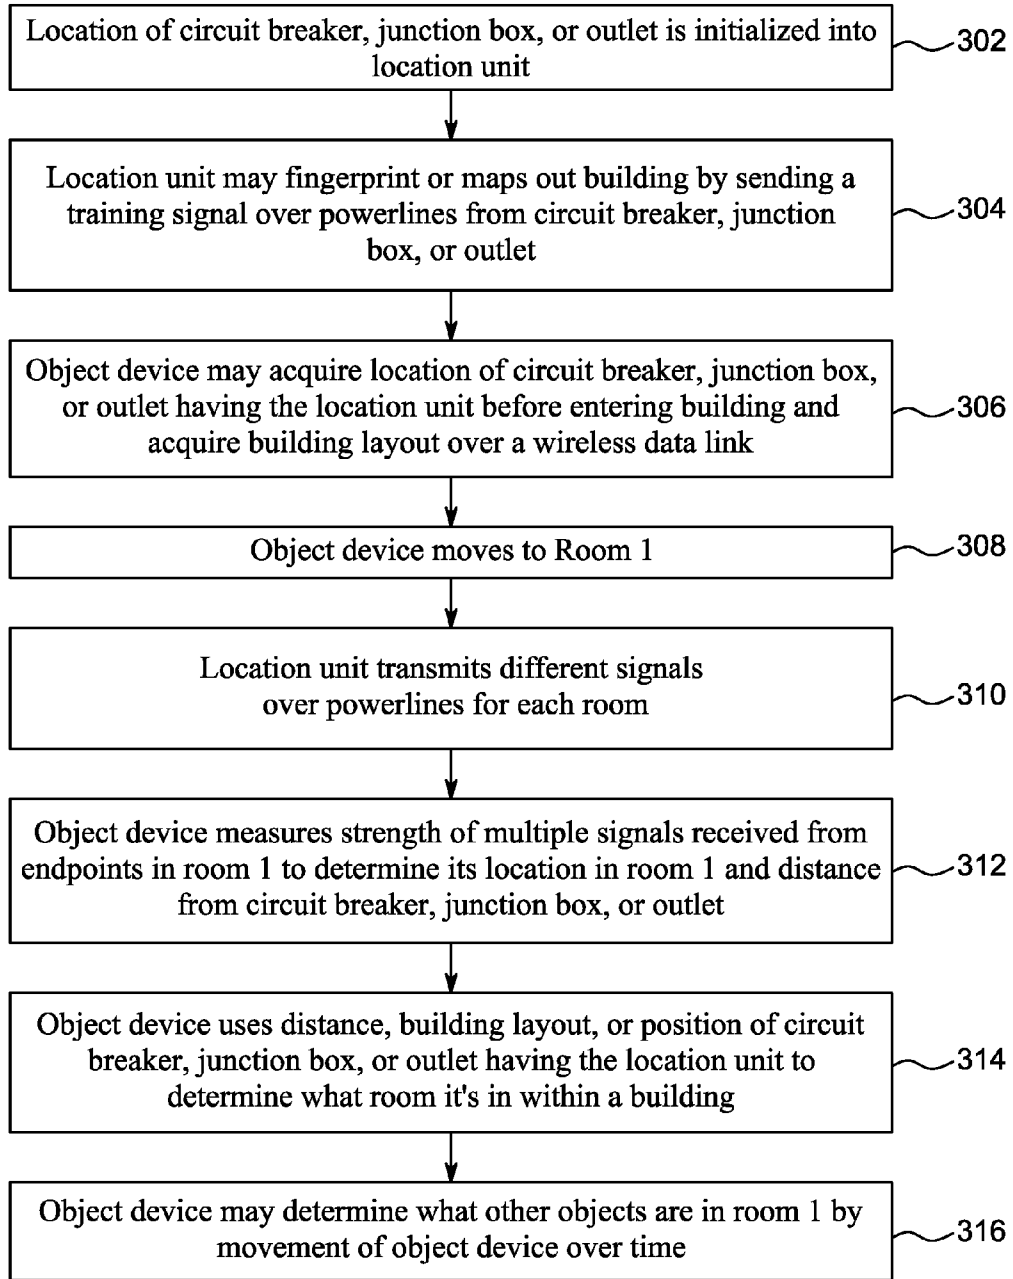 Location of circuit breaker, junction box, or outlet is initialized into
location unit
302
Location unit may fingerprint or maps out building by sending a
training signal over powerlines from circuit breaker, junction
box, or outlet
304
Object device may acquire location of circuit breaker, junction box,
or outlet having the location unit before entering building and
acquire building layout over a wireless data link
306
Object device moves to Room 1
308
Location unit transmits different signals
over powerlines for each room
310
Object device measures strength of multiple signals received from
endpoints in room 1 to determine its location in room 1 and distance
from circuit breaker, junction box, or outlet
312
Object device uses distance, building layout, or position of circuit
breaker, junction box, or outlet having the location unit to
determine what room it's in within a building
314
Object device may determine what other objects are in room 1 by
movement of object device over time
316